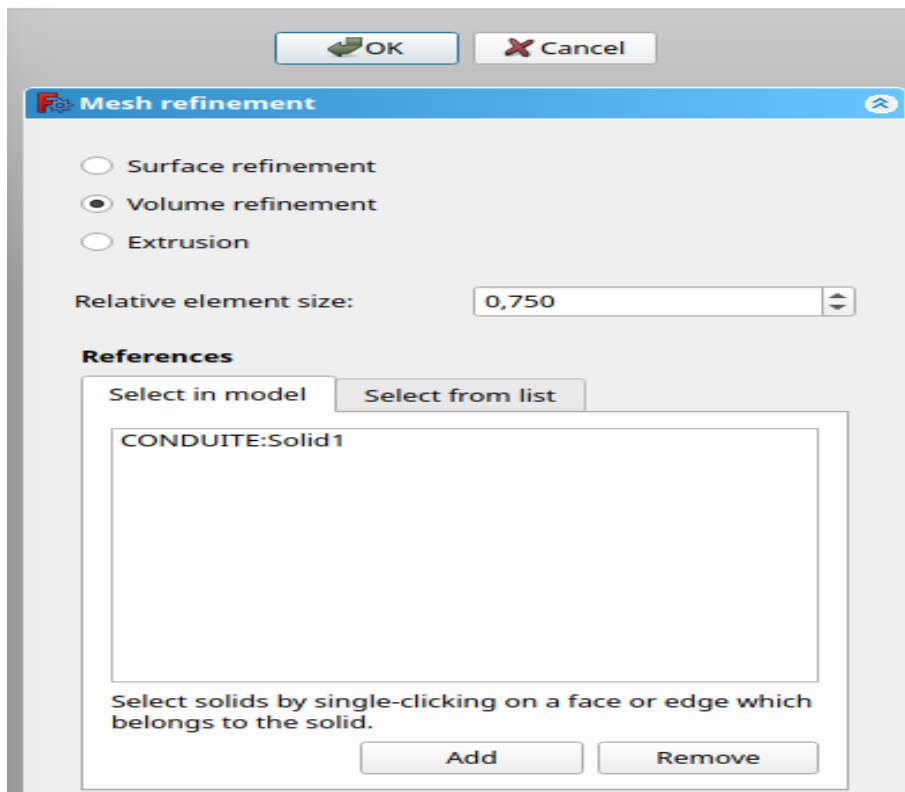 OK
Cancel
Mesh refinement
Surface refinement
Volume refinement
Extrusion
Relative element size:
0,750
References
Select in model
Select from list
CONDUITE:Solid1
Select solids by single-clicking on a face or edge which
belongs to the solid.
Add
Remove